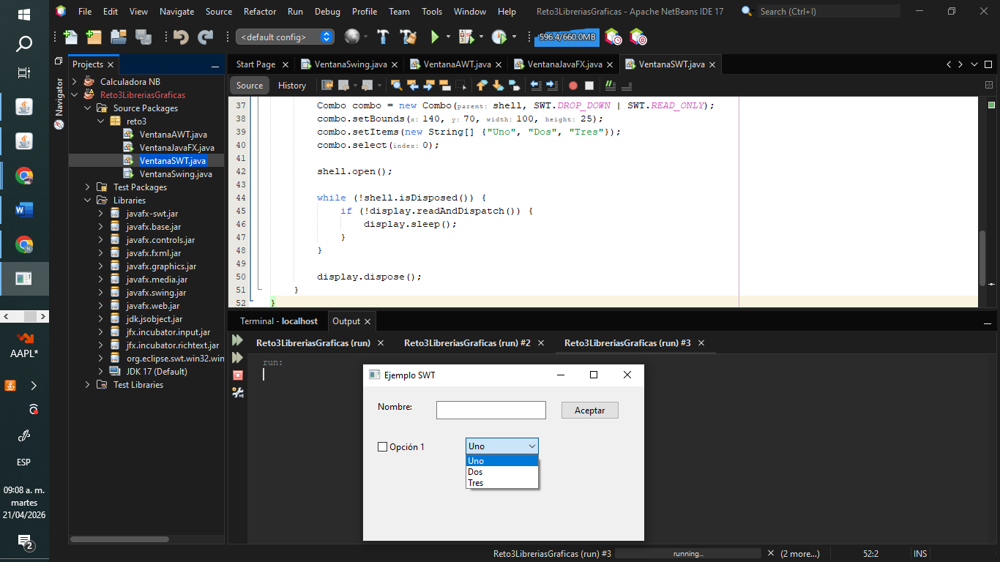 File Edit View Navigate Source Refactor Run Debug Profile Team Tools Window Help Reto3LibreriasGraficas - Apache NetBeans IDE 17 Search (Ctrl+I)
<default config> 596.4/660.0MB
Projects
Start Page VentanaSwing.java VentanaAWT.java VentanaJavaFX.java VentanaSWT.java
Source History
Navigator
Calculadora NB
Reto3LibreriasGraficas
Source Packages
reto3
VentanaAWT.java
VentanaJavaFX.java
VentanaSWT.java
VentanaSwing.java
Test Packages
Libraries
javafx-swt.jar
javafx.base.jar
javafx.controls.jar
javafx.fxml.jar
javafx.graphics.jar
javafx.media.jar
javafx.swing.jar
javafx.web.jar
jdk.jsobject.jar
jfx.incubator.input.jar
jfx.incubator.richtext.jar
org.eclipse.swt.win32.win
JDK 17 (Default)
Test Libraries
37 Combo combo = new Combo(parent: shell, SWT.DROP_DOWN | SWT.READ_ONLY);
38 combo.setBounds(x: 140, y: 70, width: 100, height: 25);
39 combo.setItems(new String[] {"Uno", "Dos", "Tres"});
40 combo.select(index: 0);
41
42 shell.open();
43
44 while (!shell.isDisposed()) {
45 if (!display.readAndDispatch()) {
46 display.sleep();
47 }
48 }
49
50 display.dispose();
51 }
52 }
Terminal - localhost Output
Reto3LibreriasGraficas (run) Reto3LibreriasGraficas (run) #2 Reto3LibreriasGraficas (run) #3
run:
Ejemplo SWT
Nombre: Aceptar
Opción 1 Uno
Uno
Dos
Tres
AAPL*
ESP
09:08 a. m.
martes
21/04/2026
2
Reto3LibreriasGraficas (run) #3 running... (2 more...) 52:2 INS